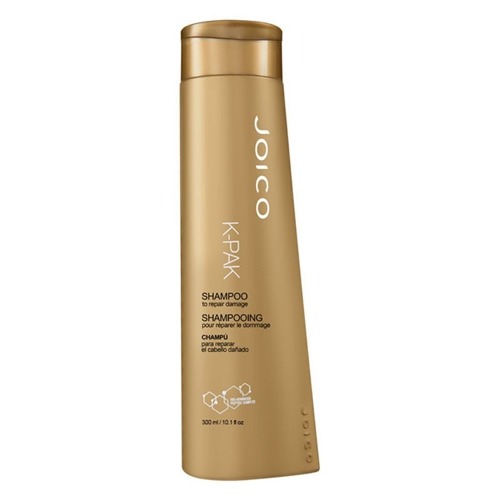 JOICO
K-PAK
SHAMPOO
to repair damage
SHAMPOOING
pour réparer le dommage
CHAMPÚ
para reparar
el cabello dañado
300 ml / 10.1 fl oz
JOICO